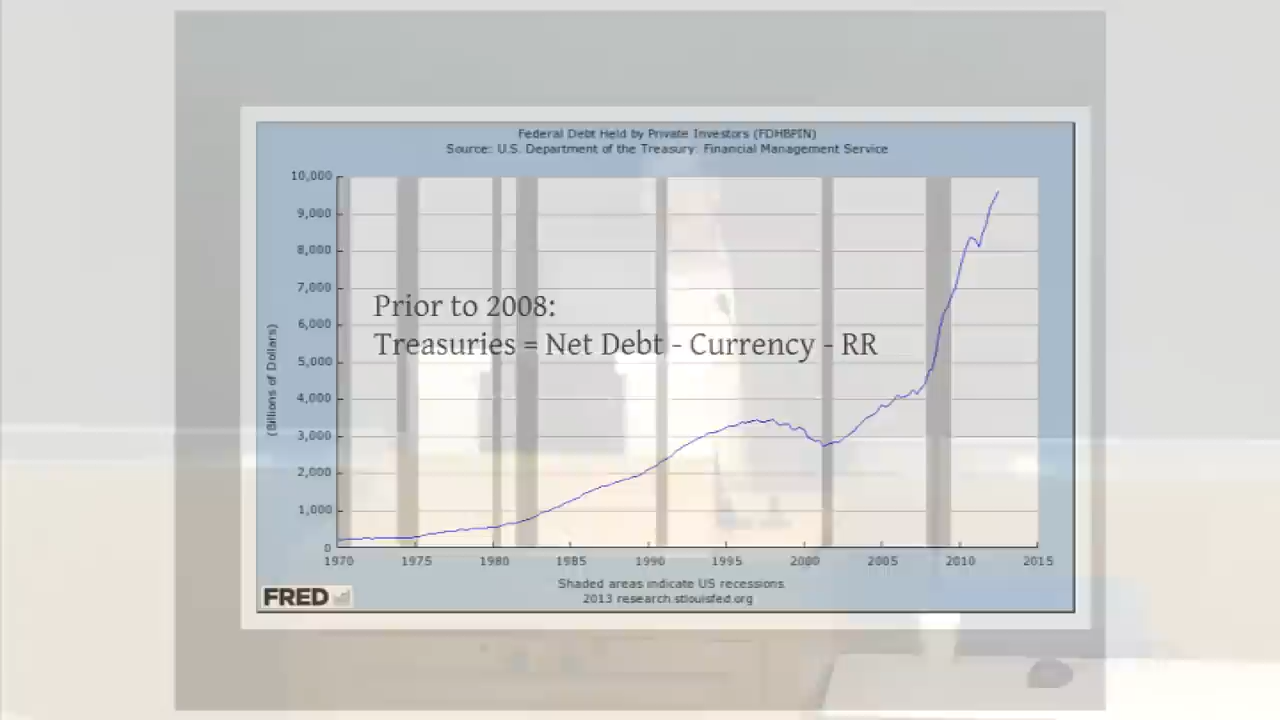 Federal Debt Held by Private Investors (FDHBPIN)
Source: U.S. Department of the Treasury: Financial Management Service
10,000
9,000
8,000
7,000
6,000
5,000
4,000
3,000
2,000
1,000
0
(Billions of Dollars)
Prior to 2008:
Treasuries = Net Debt - Currency - RR
1970 1975 1980 1985 1990 1995 2000 2005 2010 2015
Shaded areas indicate US recessions
2013 research.stlouisfed.org
FRED